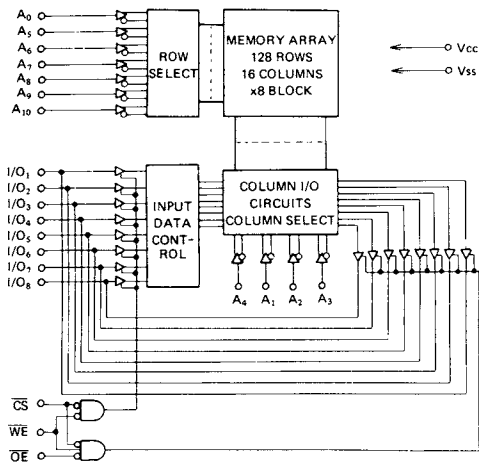 A0
A5
A6
A7
A8
A9
A10
ROW
SELECT
MEMORY ARRAY
128 ROWS
16 COLUMNS
x8 BLOCK
Vcc
Vss
I/O1
I/O2
I/O3
I/O4
I/O5
I/O6
I/O7
I/O8
INPUT
DATA
CONT-
ROL
COLUMN I/O
CIRCUITS
COLUMN SELECT
A4 A1 A2 A3
CS
WE
OE